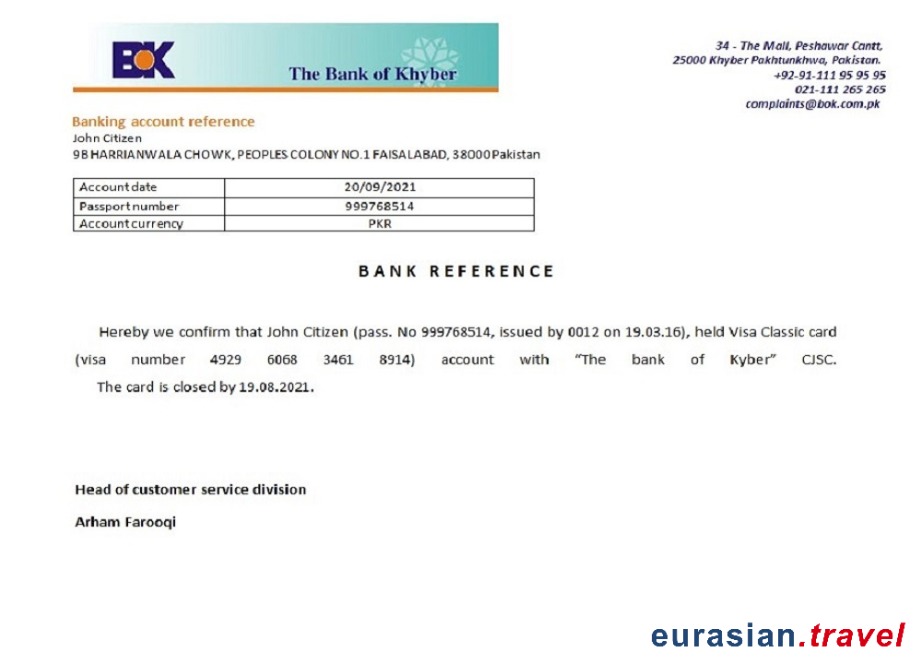 BOK
The Bank of Khyber
34 - The Mall, Peshawar Cantt,
25000 Khyber Pakhtunkhwa, Pakistan.
+92-91-111 95 95 95
021-111 265 265
complaints@bok.com.pk
Banking account reference
John Citizen
9B HARRIANWALA CHOWK, PEOPLES COLONY NO.1 FAISALABAD, 38000 Pakistan
Account date 20/09/2021
Passport number 999768514
Account currency PKR
BANK REFERENCE
Hereby we confirm that John Citizen (pass. No 999768514, issued by 0012 on 19.03.16), held Visa Classic card
(visa number 4929 6068 3461 8914) account with “The bank of Kyber” CJSC.
The card is closed by 19.08.2021.
Head of customer service division
Arham Farooqi
eurasian.travel